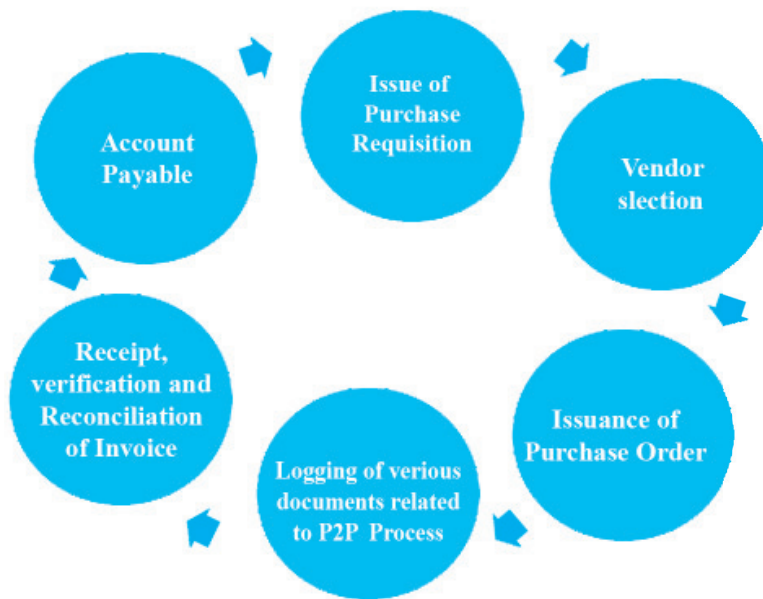 Issue of
Purchase
Requisition
Vendor
slection
Issuance of
Purchase Order
Logging of verious
documents related
to P2P Process
Receipt,
verification and
Reconciliation
of Invoice
Account
Payable